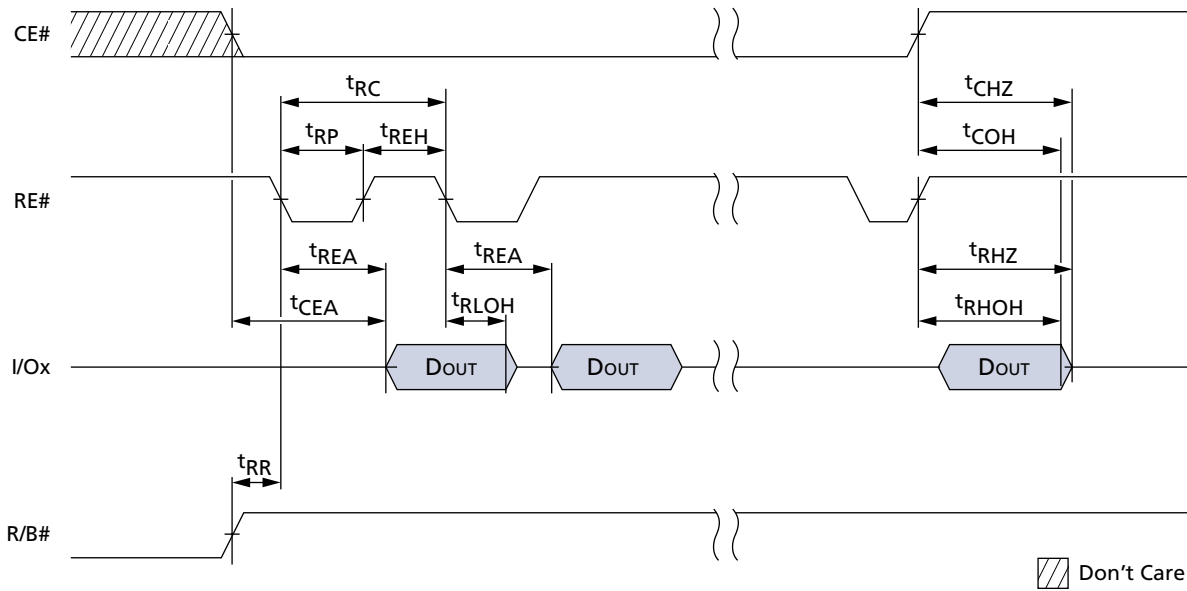 CE#
tRC
tCHZ
tRP
tREH
tCOH
RE#
tREA
tREA
tRHZ
tCEA
tRLOH
tRHOH
I/Ox
DOUT
DOUT
DOUT
tRR
R/B#
Don't Care